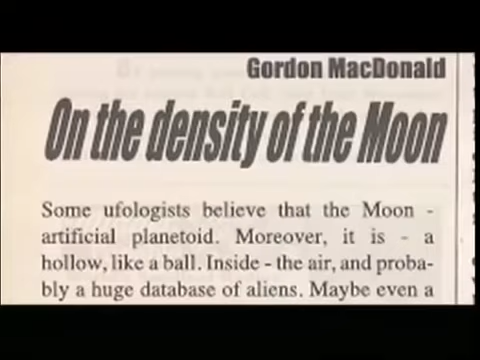 Gordon MacDonald
On the density of the Moon
Some ufologists believe that the Moon -
artificial planetoid. Moreover, it is - a
hollow, like a ball. Inside - the air, and proba-
bly a huge database of aliens. Maybe even a